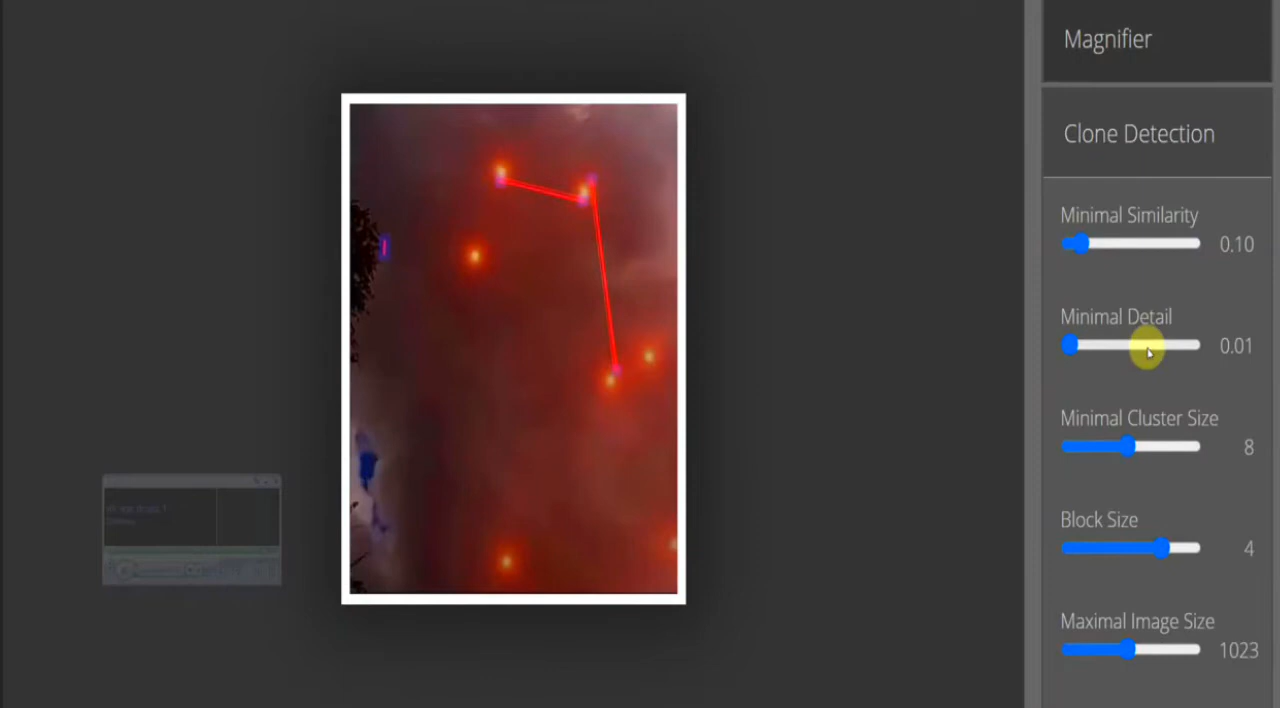 Magnifier
Clone Detection
Minimal Similarity
0.10
Minimal Detail
0.01
Minimal Cluster Size
8
Block Size
4
Maximal Image Size
1023